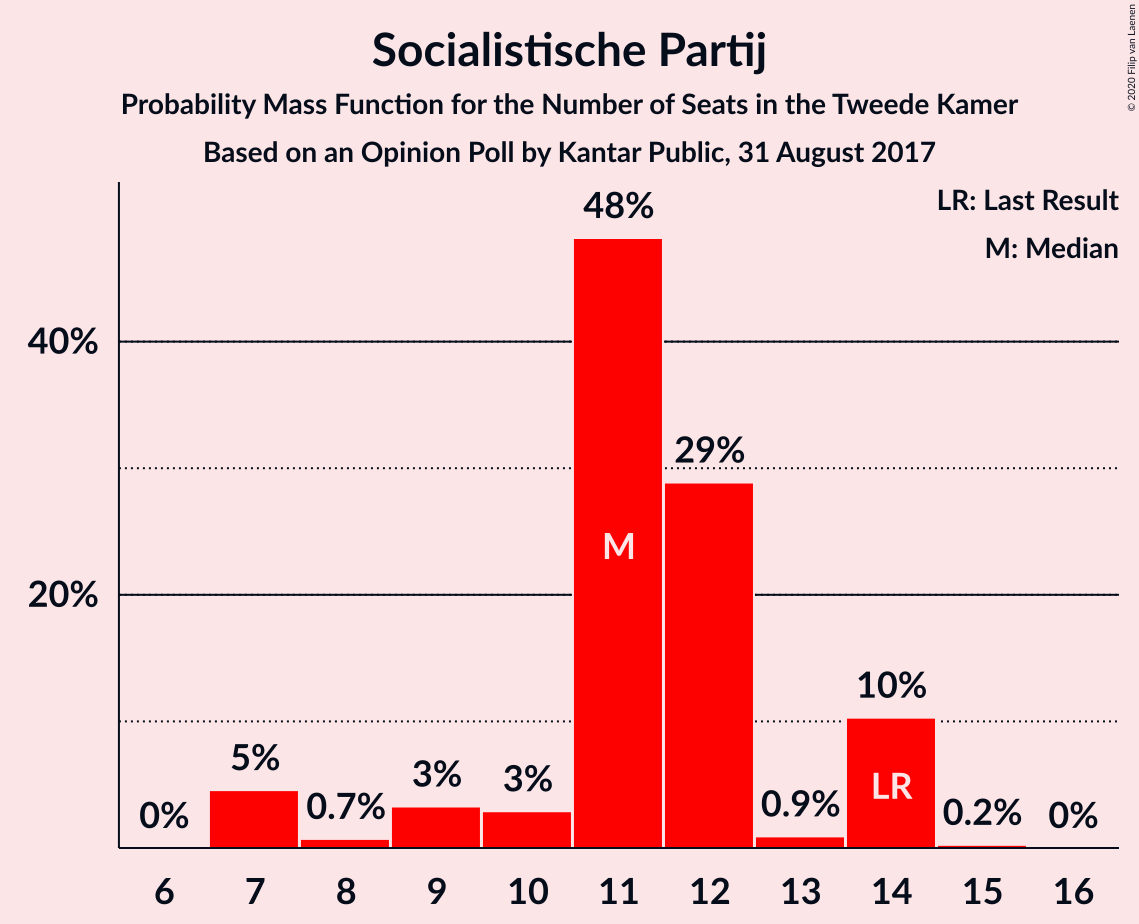 Socialistische Partij
Probability Mass Function for the Number of Seats in the Tweede Kamer
Based on an Opinion Poll by Kantar Public, 31 August 2017
© 2020 Filip van Laenen
LR: Last Result
M: Median
40%
20%
0%
5%
0.7%
3%
3%
48%
29%
0.9%
10%
0.2%
0%
M
LR
6 7 8 9 10 11 12 13 14 15 16